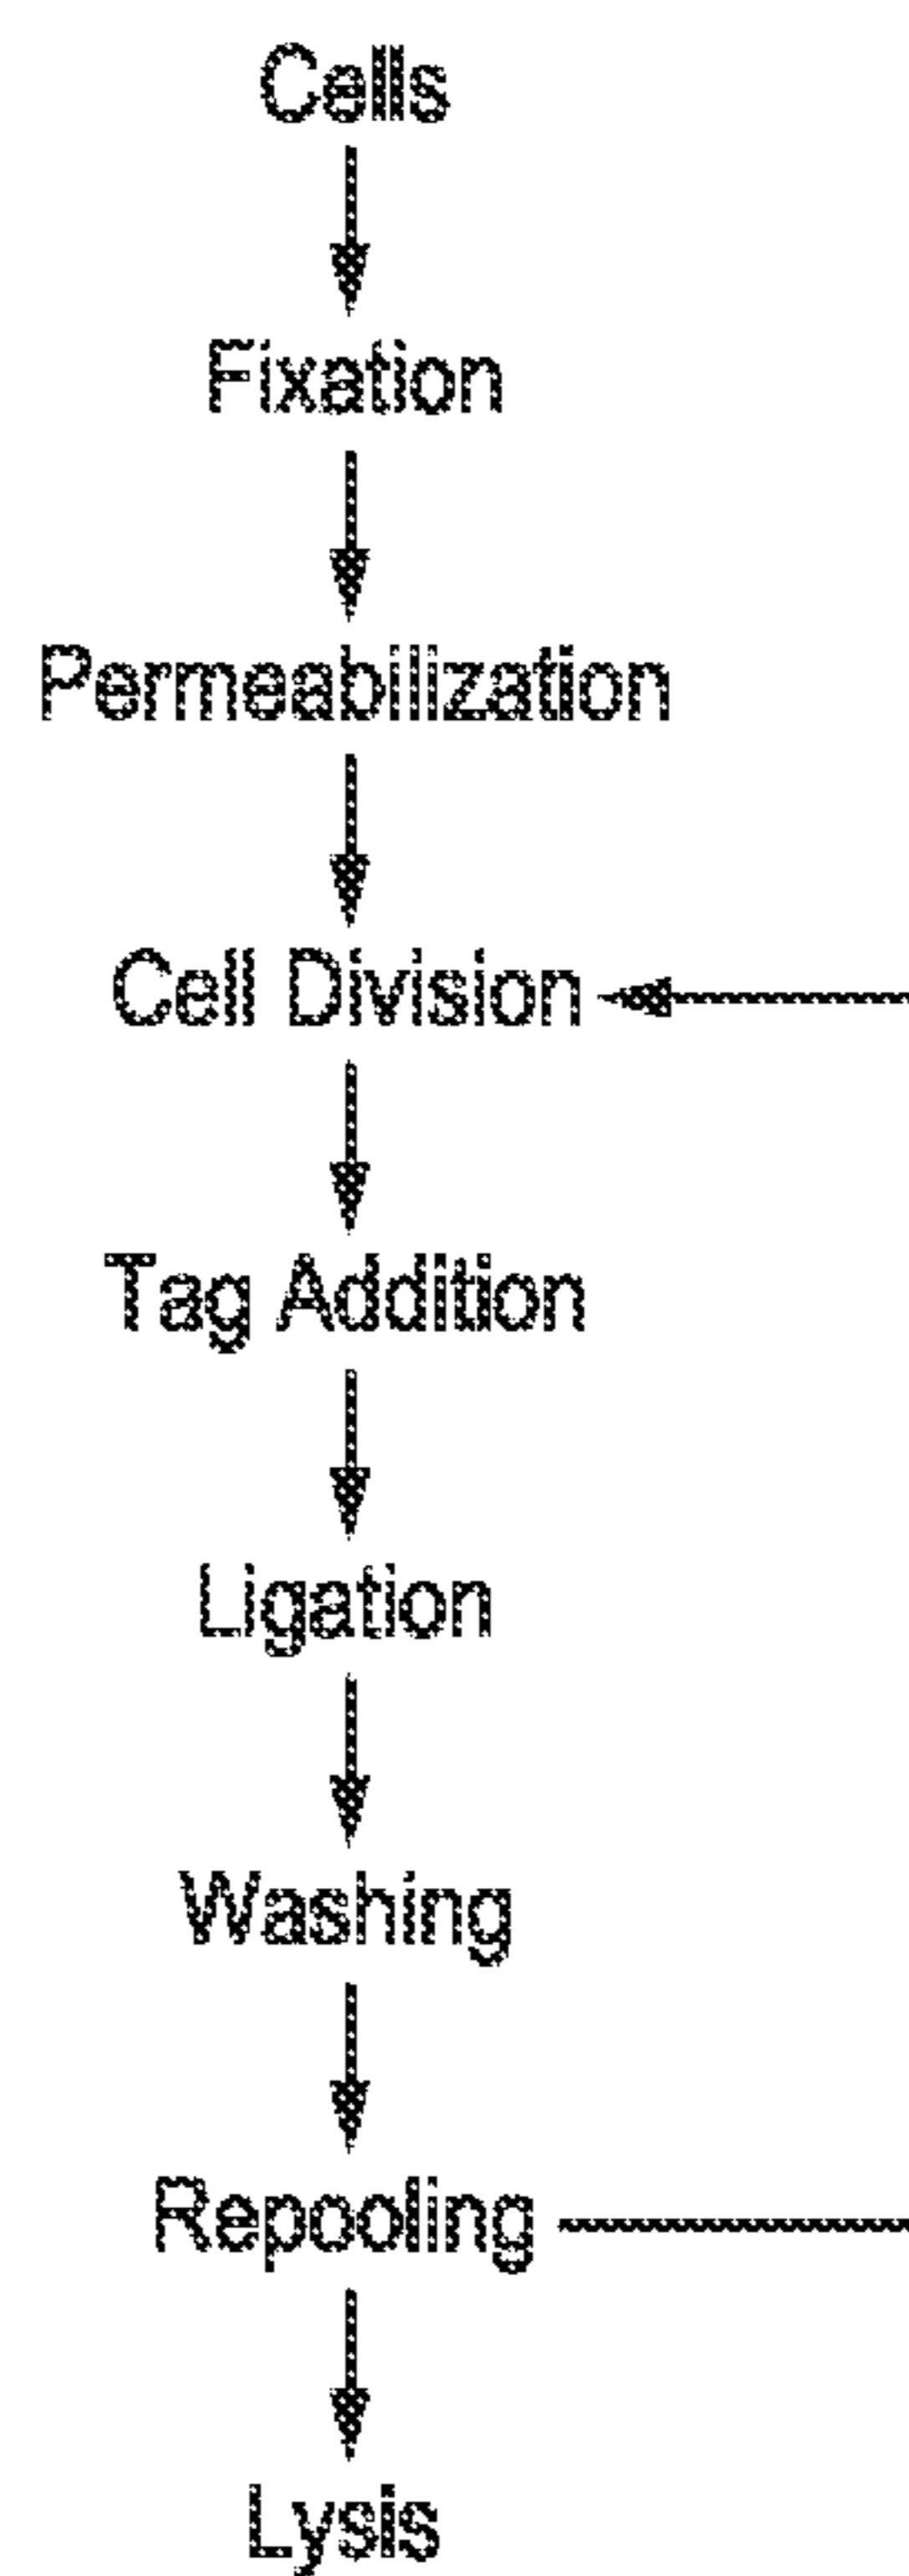 Cells
Fixation
Permeabilization
Cell Division
Tag Addition
Ligation
Washing
Repooling
Lysis